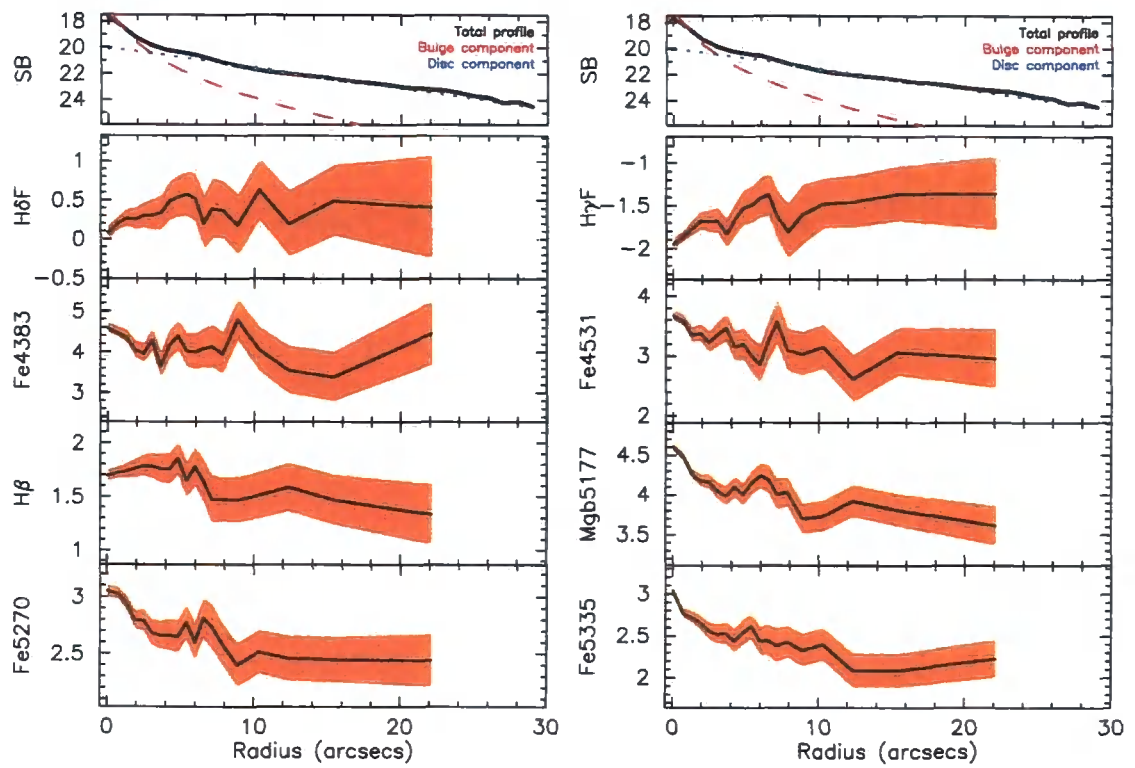 18
20
22
24
SB
Total profile
Bulge component
Disc component
1
0.5
0
−0.5
HδF
5
4
3
Fe4383
2
1.5
1
Hβ
3
2.5
Fe5270
0
10
20
30
Radius (arcsecs)
18
20
22
24
SB
Total profile
Bulge component
Disc component
−1
−1.5
−2
HγF
4
3
2
Fe4531
4.5
4
3.5
Mgb5177
3
2.5
2
Fe5335
0
10
20
30
Radius (arcsecs)